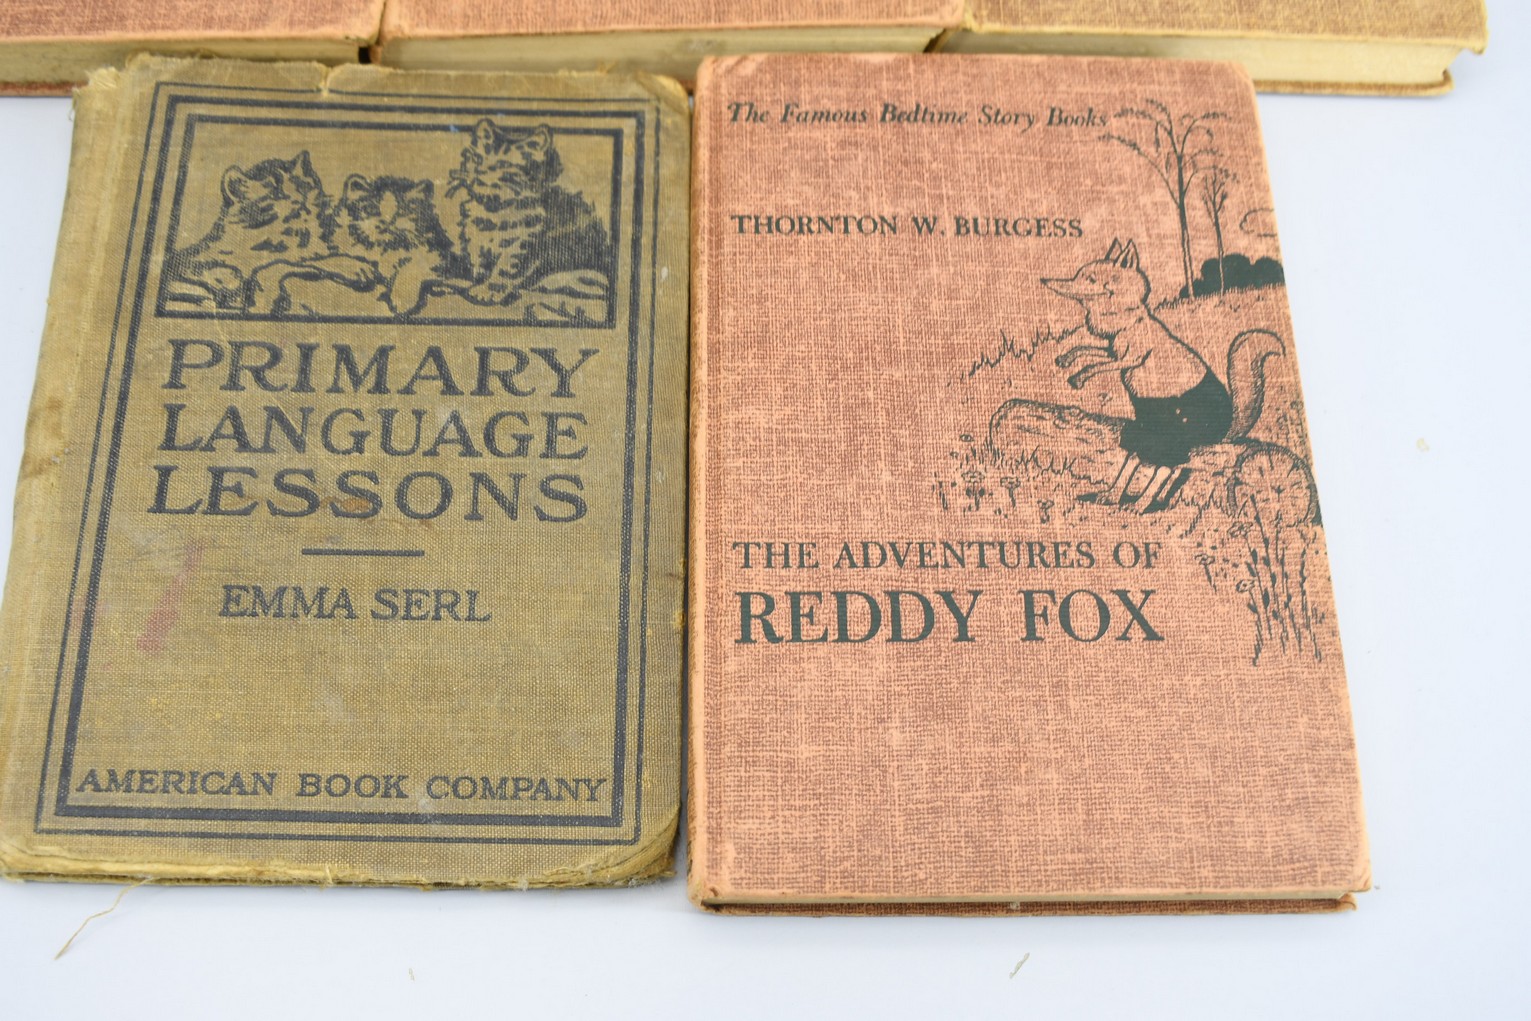 PRIMARY
LANGUAGE
LESSONS
EMMA SERL
AMERICAN BOOK COMPANY
The Famous Bedtime Story Books
THORNTON W. BURGESS
THE ADVENTURES OF
REDDY FOX